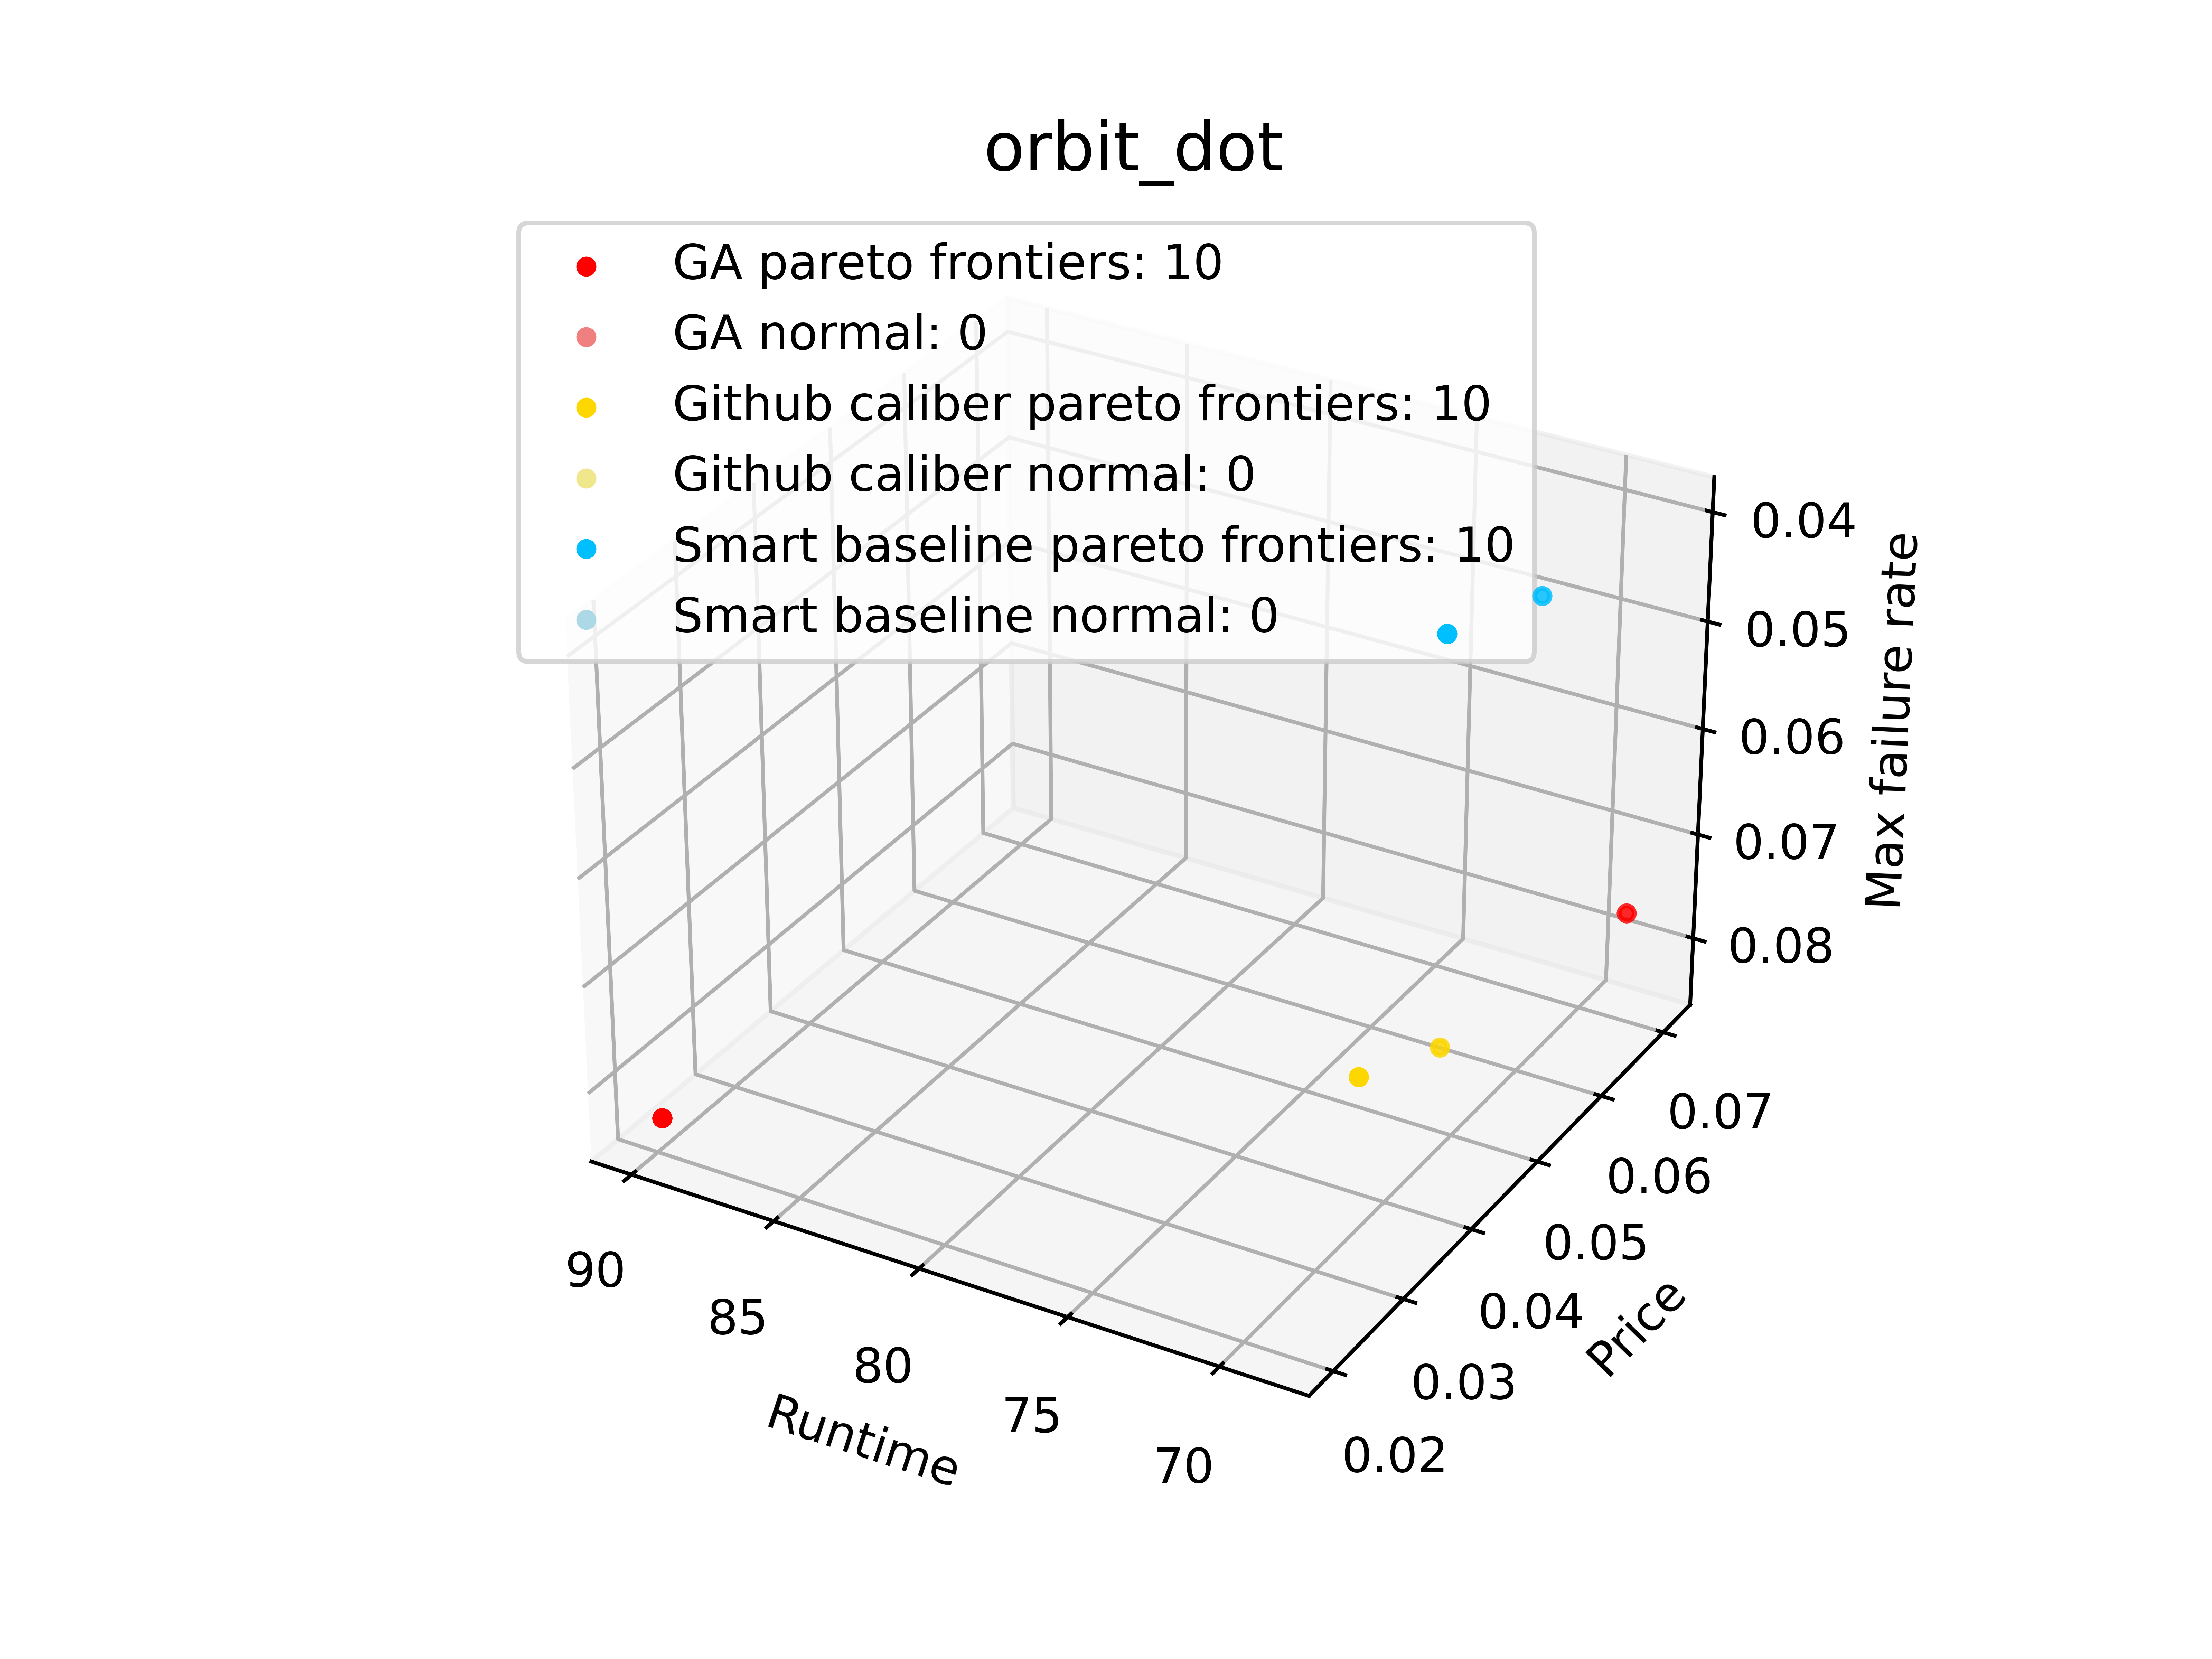 orbit_dot
GA pareto frontiers: 10
GA normal: 0
Github caliber pareto frontiers: 10
Github caliber normal: 0
Smart baseline pareto frontiers: 10
Smart baseline normal: 0
0.04
0.05
0.06
0.07
0.08
Max failure rate
0.07
0.06
0.05
0.04
0.03
0.02
Price
90
85
80
75
70
Runtime